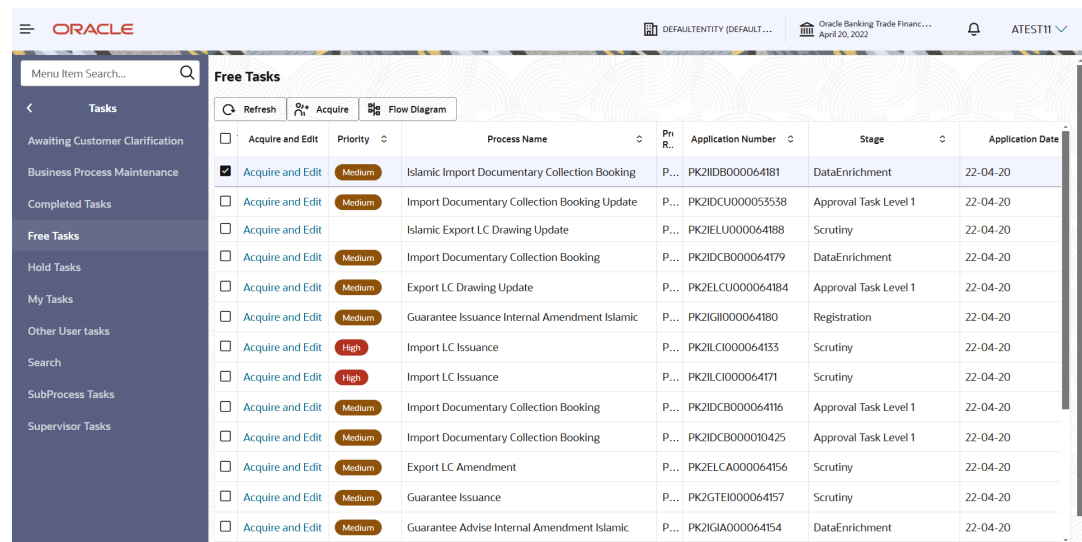 ORACLE
DEFAULTENTITY (DEFAULT...
Oracle Banking Trade Financ...
April 20, 2022
ATEST11
Menu Item Search...
Tasks
Awaiting Customer Clarification
Business Process Maintenance
Completed Tasks
Free Tasks
Hold Tasks
My Tasks
Other User tasks
Search
SubProcess Tasks
Supervisor Tasks
Free Tasks
Refresh Acquire Flow Diagram
Acquire and Edit Priority Process Name Pri R.. Application Number Stage Application Date
Acquire and Edit Medium Islamic Import Documentary Collection Booking P... PK2IIDB000064181 DataEnrichment 22-04-20
Acquire and Edit Medium Import Documentary Collection Booking Update P... PK2IDCU000053538 Approval Task Level 1 22-04-20
Acquire and Edit Islamic Export LC Drawing Update P... PK2IELU000064188 Scrutiny 22-04-20
Acquire and Edit Medium Import Documentary Collection Booking P... PK2IDCB000064179 DataEnrichment 22-04-20
Acquire and Edit Medium Export LC Drawing Update P... PK2ELCU000064184 Approval Task Level 1 22-04-20
Acquire and Edit Medium Guarantee Issuance Internal Amendment Islamic P... PK2IGII000064180 Registration 22-04-20
Acquire and Edit High Import LC Issuance P... PK2ILCI000064133 Scrutiny 22-04-20
Acquire and Edit High Import LC Issuance P... PK2ILCI000064171 Scrutiny 22-04-20
Acquire and Edit Medium Import Documentary Collection Booking P... PK2IDCB000064116 Approval Task Level 1 22-04-20
Acquire and Edit Medium Import Documentary Collection Booking P... PK2IDCB000010425 Approval Task Level 1 22-04-20
Acquire and Edit Medium Export LC Amendment P... PK2ELCA000064156 Scrutiny 22-04-20
Acquire and Edit Medium Guarantee Issuance P... PK2GTEI000064157 Scrutiny 22-04-20
Acquire and Edit Medium Guarantee Advise Internal Amendment Islamic P... PK2IGIA000064154 DataEnrichment 22-04-20